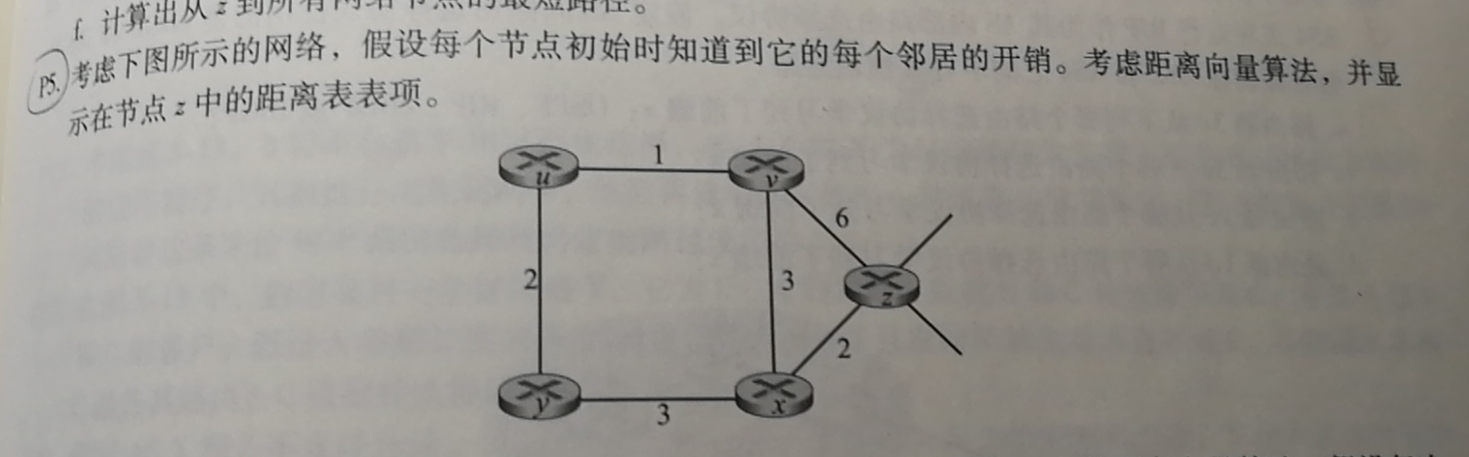 f. 计算出从 z 到所有网络节点的最短路径。
P5. 考虑下图所示的网络，假设每个节点初始时知道到它的每个邻居的开销。考虑距离向量算法，并显
示在节点 z 中的距离表表项。
u 1 v
6
2 3 z
2
y 3 x